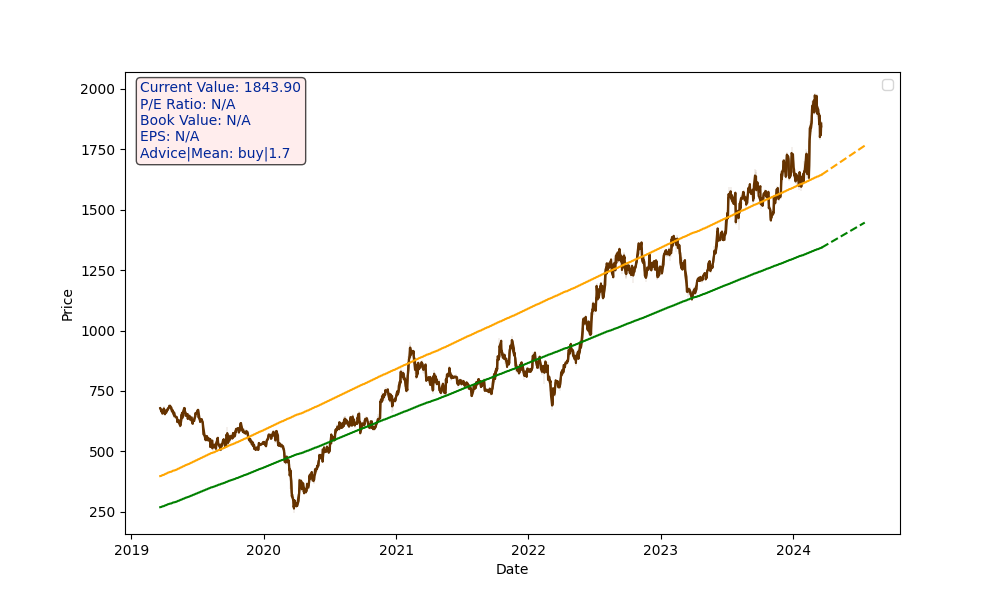 Current Value: 1843.90
P/E Ratio: N/A
Book Value: N/A
EPS: N/A
Advice|Mean: buy|1.7
2000
1750
1500
1250
1000
750
500
250
Price
2019
2020
2021
2022
2023
2024
Date